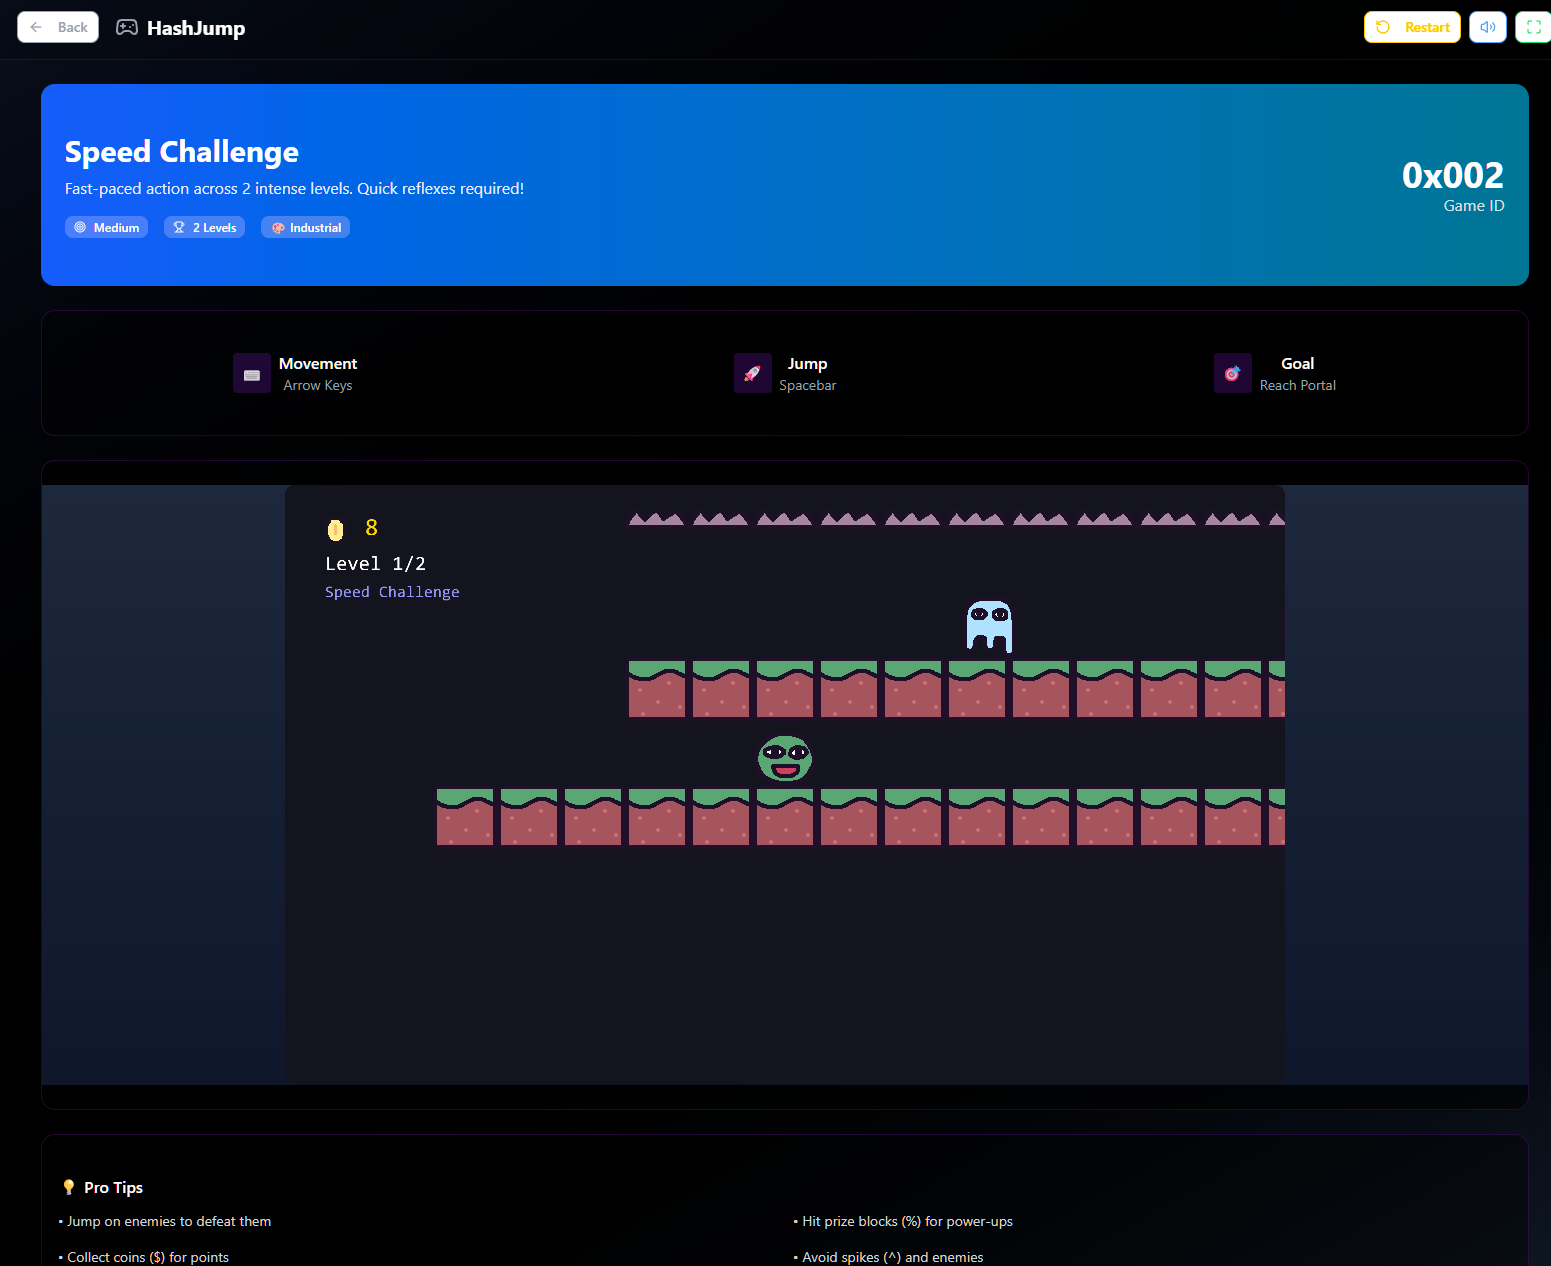 Back
HashJump
Restart
Speed Challenge
Fast-paced action across 2 intense levels. Quick reflexes required!
Medium
2 Levels
Industrial
0x002
Game ID
Movement
Arrow Keys
Jump
Spacebar
Goal
Reach Portal
8
Level 1/2
Speed Challenge
Pro Tips
• Jump on enemies to defeat them
• Hit prize blocks (%) for power-ups
• Collect coins ($) for points
• Avoid spikes (^) and enemies